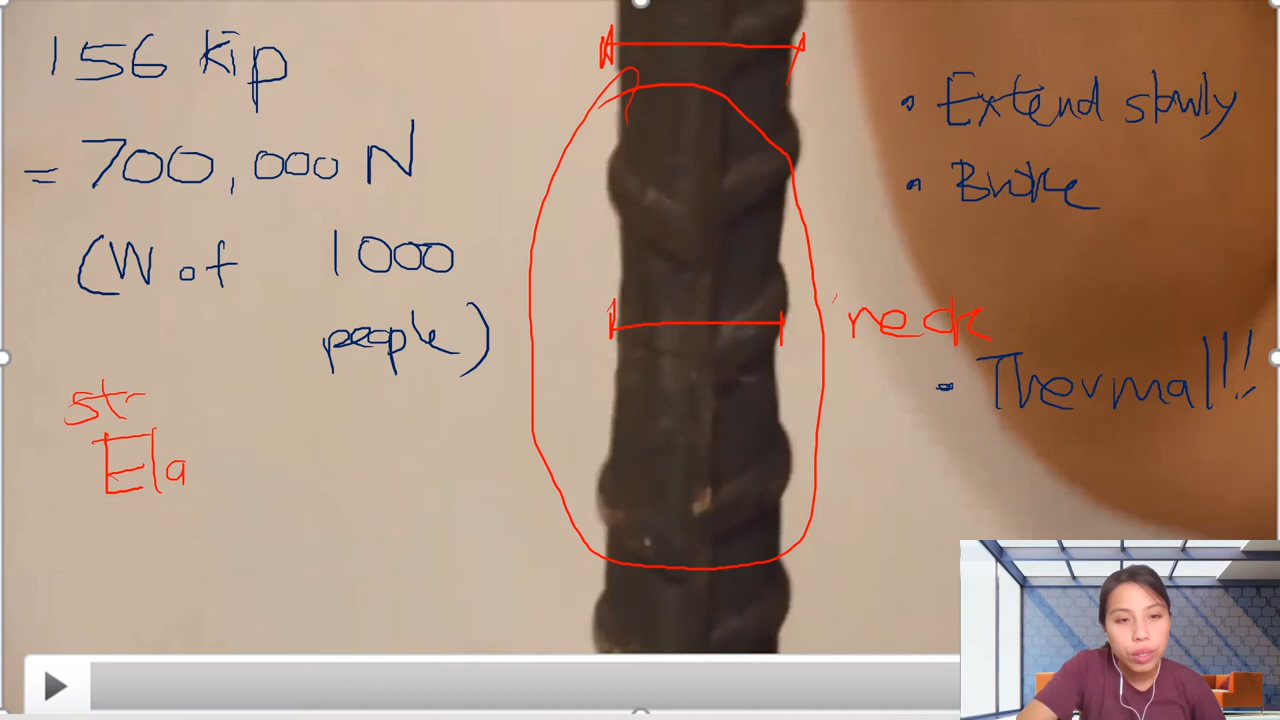 156 kip
= 700,000 N
(W of 1000
people)
str
Ela
• Extend slowly
• Broke
neck
• Thermal!!